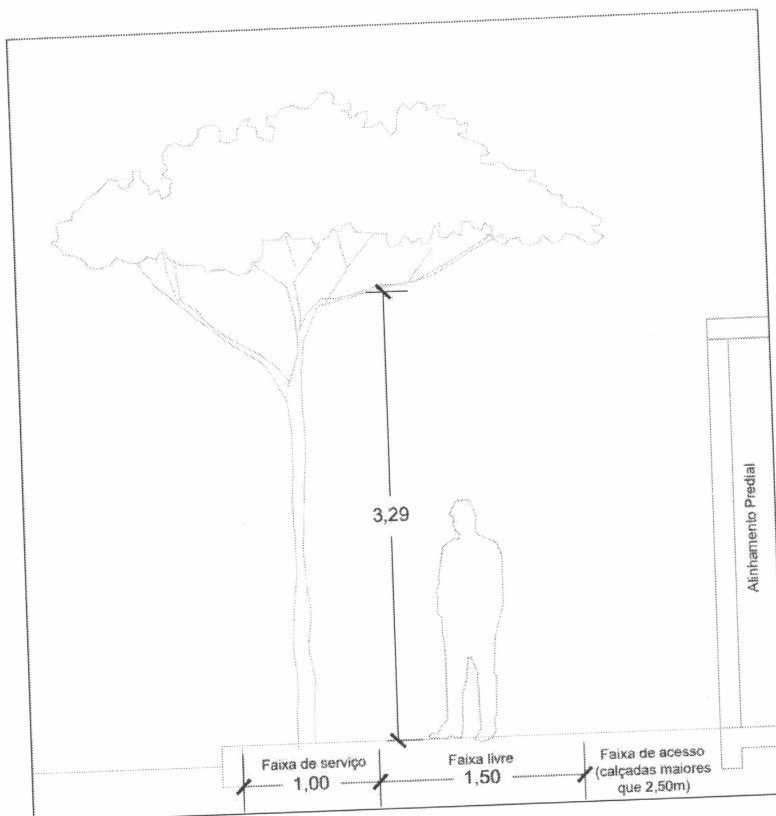 3,29
Alinhamento Predial
Faixa de serviço
1,00
Faixa livre
1,50
Faixa de acesso
(calçadas maiores
que 2,50m)